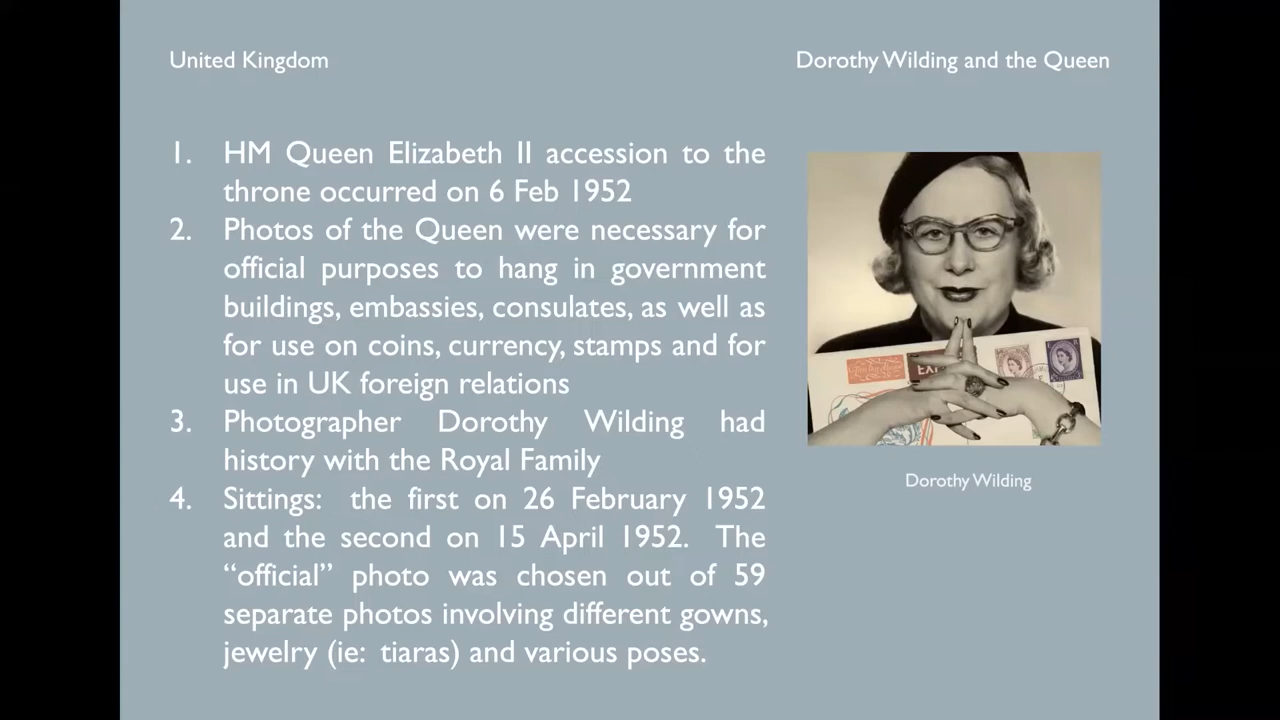 United Kingdom
Dorothy Wilding and the Queen
1. HM Queen Elizabeth II accession to the
throne occurred on 6 Feb 1952
2. Photos of the Queen were necessary for
official purposes to hang in government
buildings, embassies, consulates, as well as
for use on coins, currency, stamps and for
use in UK foreign relations
3. Photographer Dorothy Wilding had
history with the Royal Family
4. Sittings: the first on 26 February 1952
and the second on 15 April 1952. The
“official” photo was chosen out of 59
separate photos involving different gowns,
jewelry (ie: tiaras) and various poses.
Dorothy Wilding